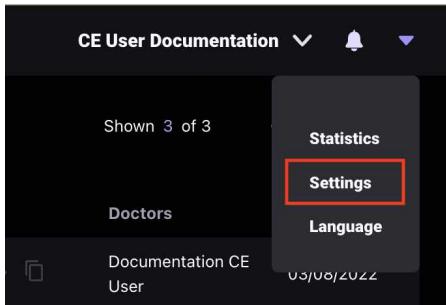 CE User Documentation
Shown 3 of 3
Statistics
Settings
Language
Doctors
Documentation CE
User
03/08/2022